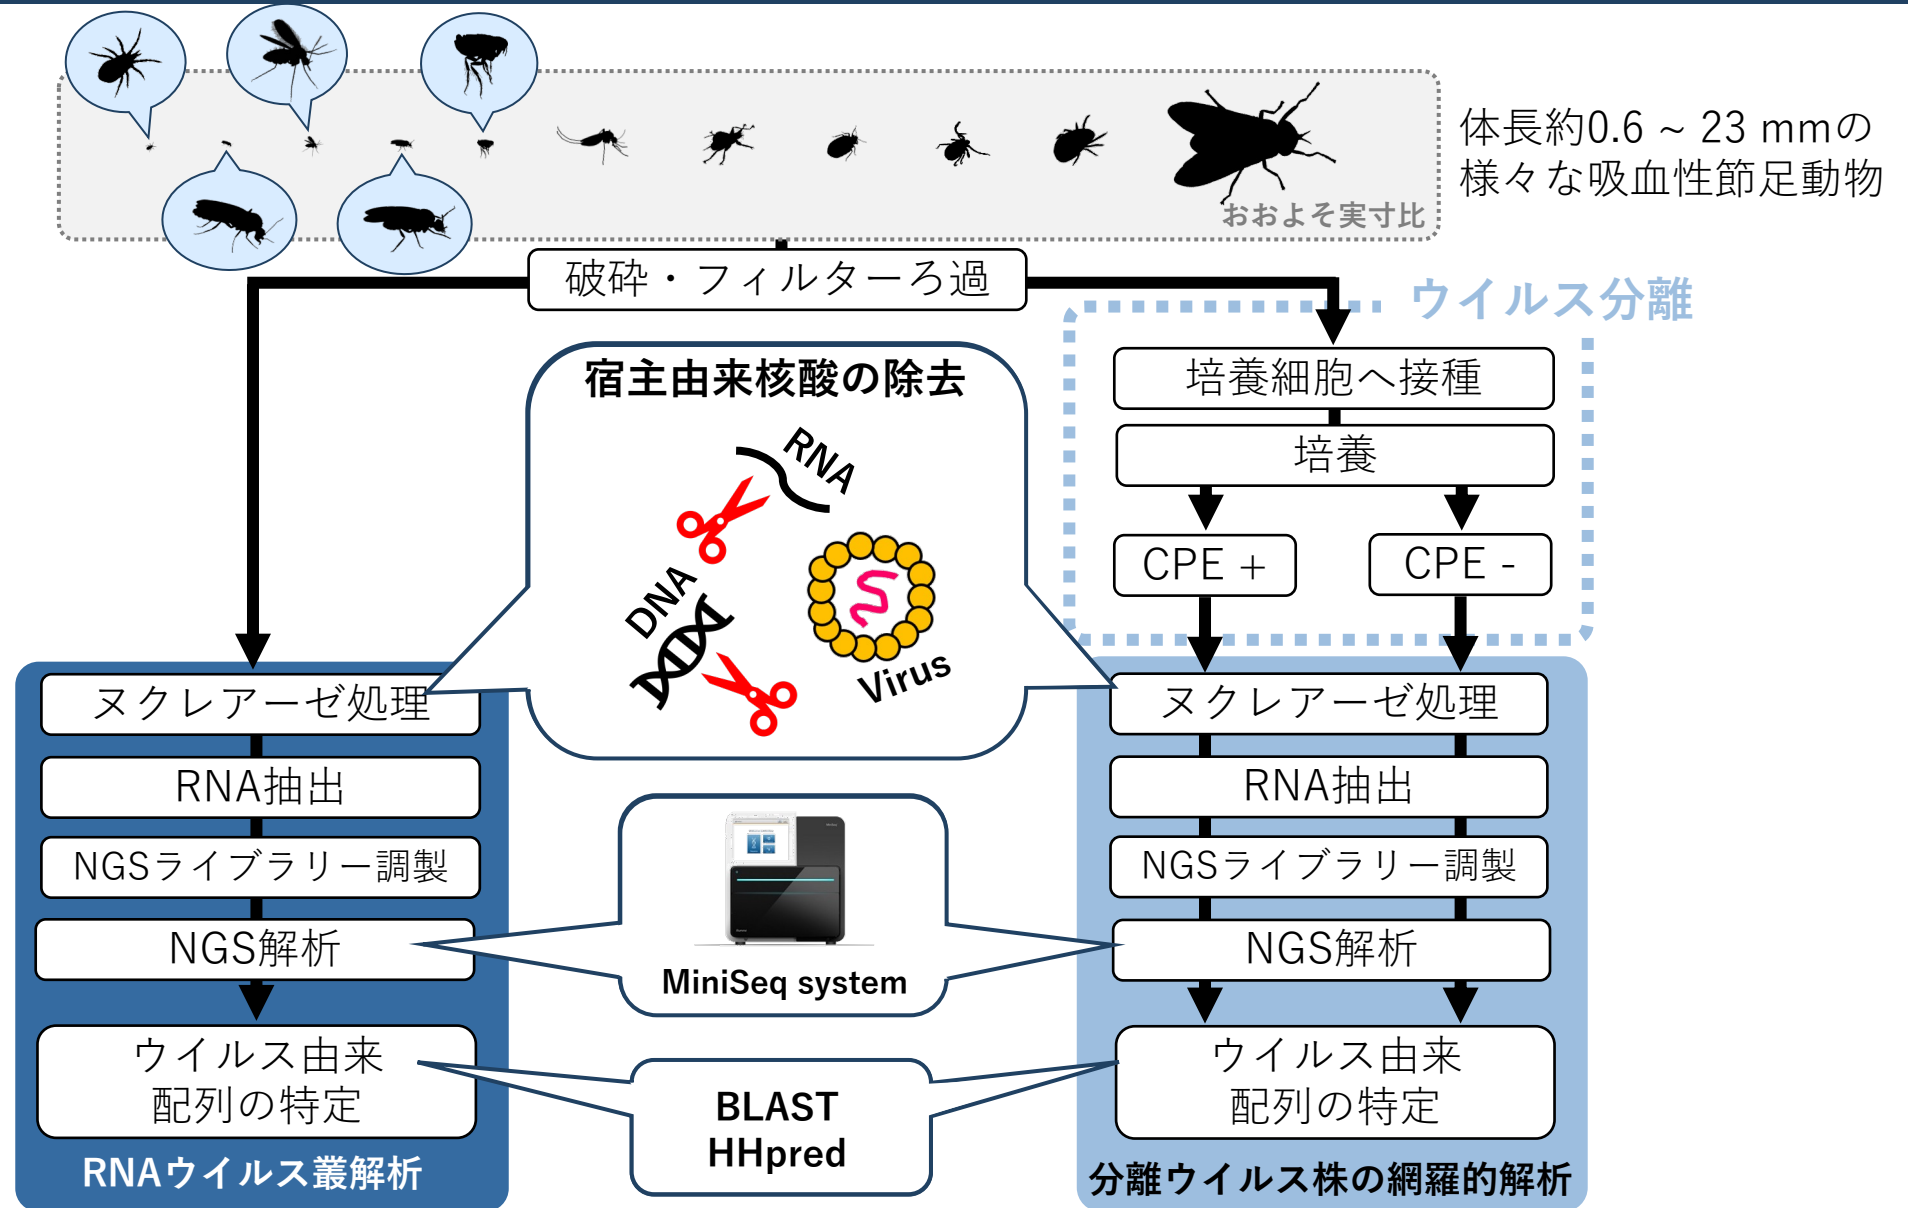 体長約0.6 ~ 23 mmの
様々な吸血性節足動物
おおよそ実寸比
破砕・フィルターろ過
ウイルス分離
宿主由来核酸の除去
RNA
DNA
Virus
培養細胞へ接種
培養
CPE +
CPE -
ヌクレアーゼ処理
RNA抽出
NGSライブラリー調製
NGS解析
ウイルス由来
配列の特定
RNAウイルス叢解析
MiniSeq system
BLAST
HHpred
ヌクレアーゼ処理
RNA抽出
NGSライブラリー調製
NGS解析
ウイルス由来
配列の特定
分離ウイルス株の網羅的解析